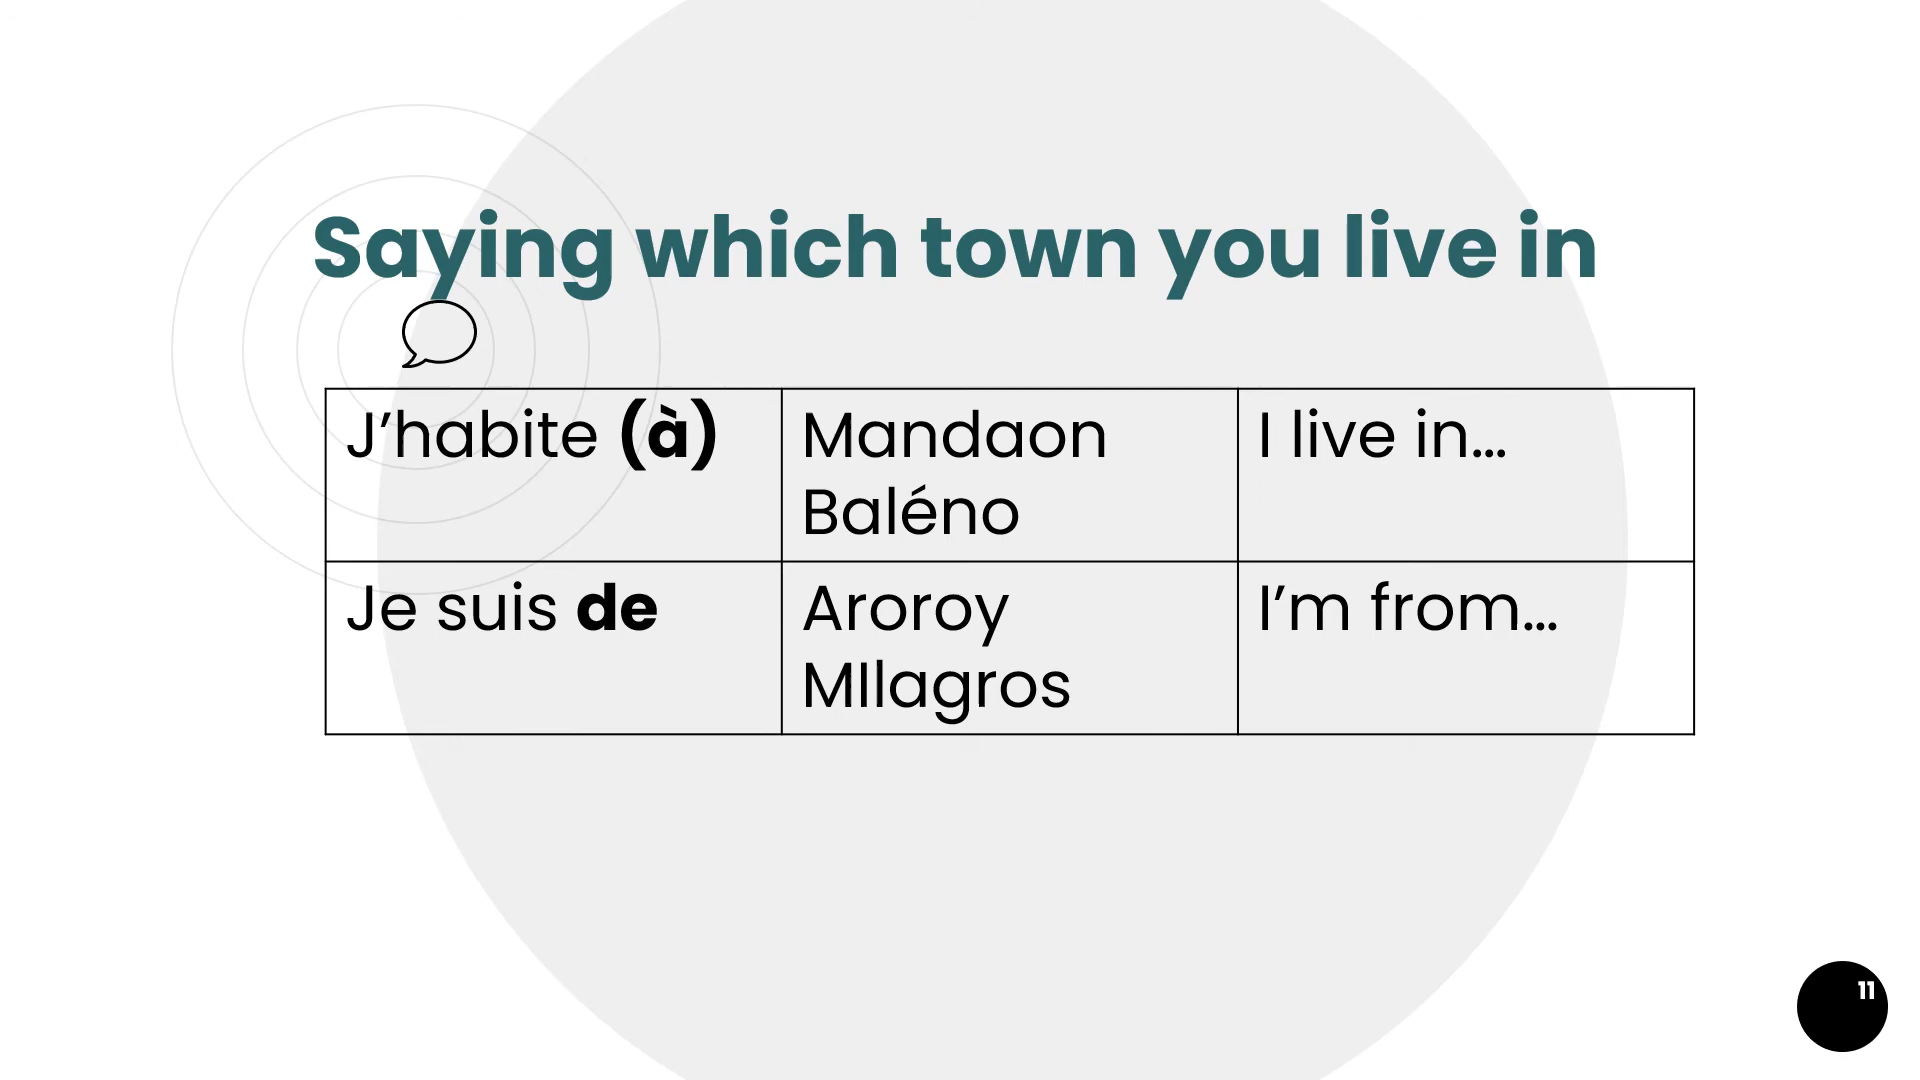 Saying which town you live in
J’habite (à)
Mandaon
Baléno
I live in…
Je suis de
Aroroy
MIlagros
I’m from…
11